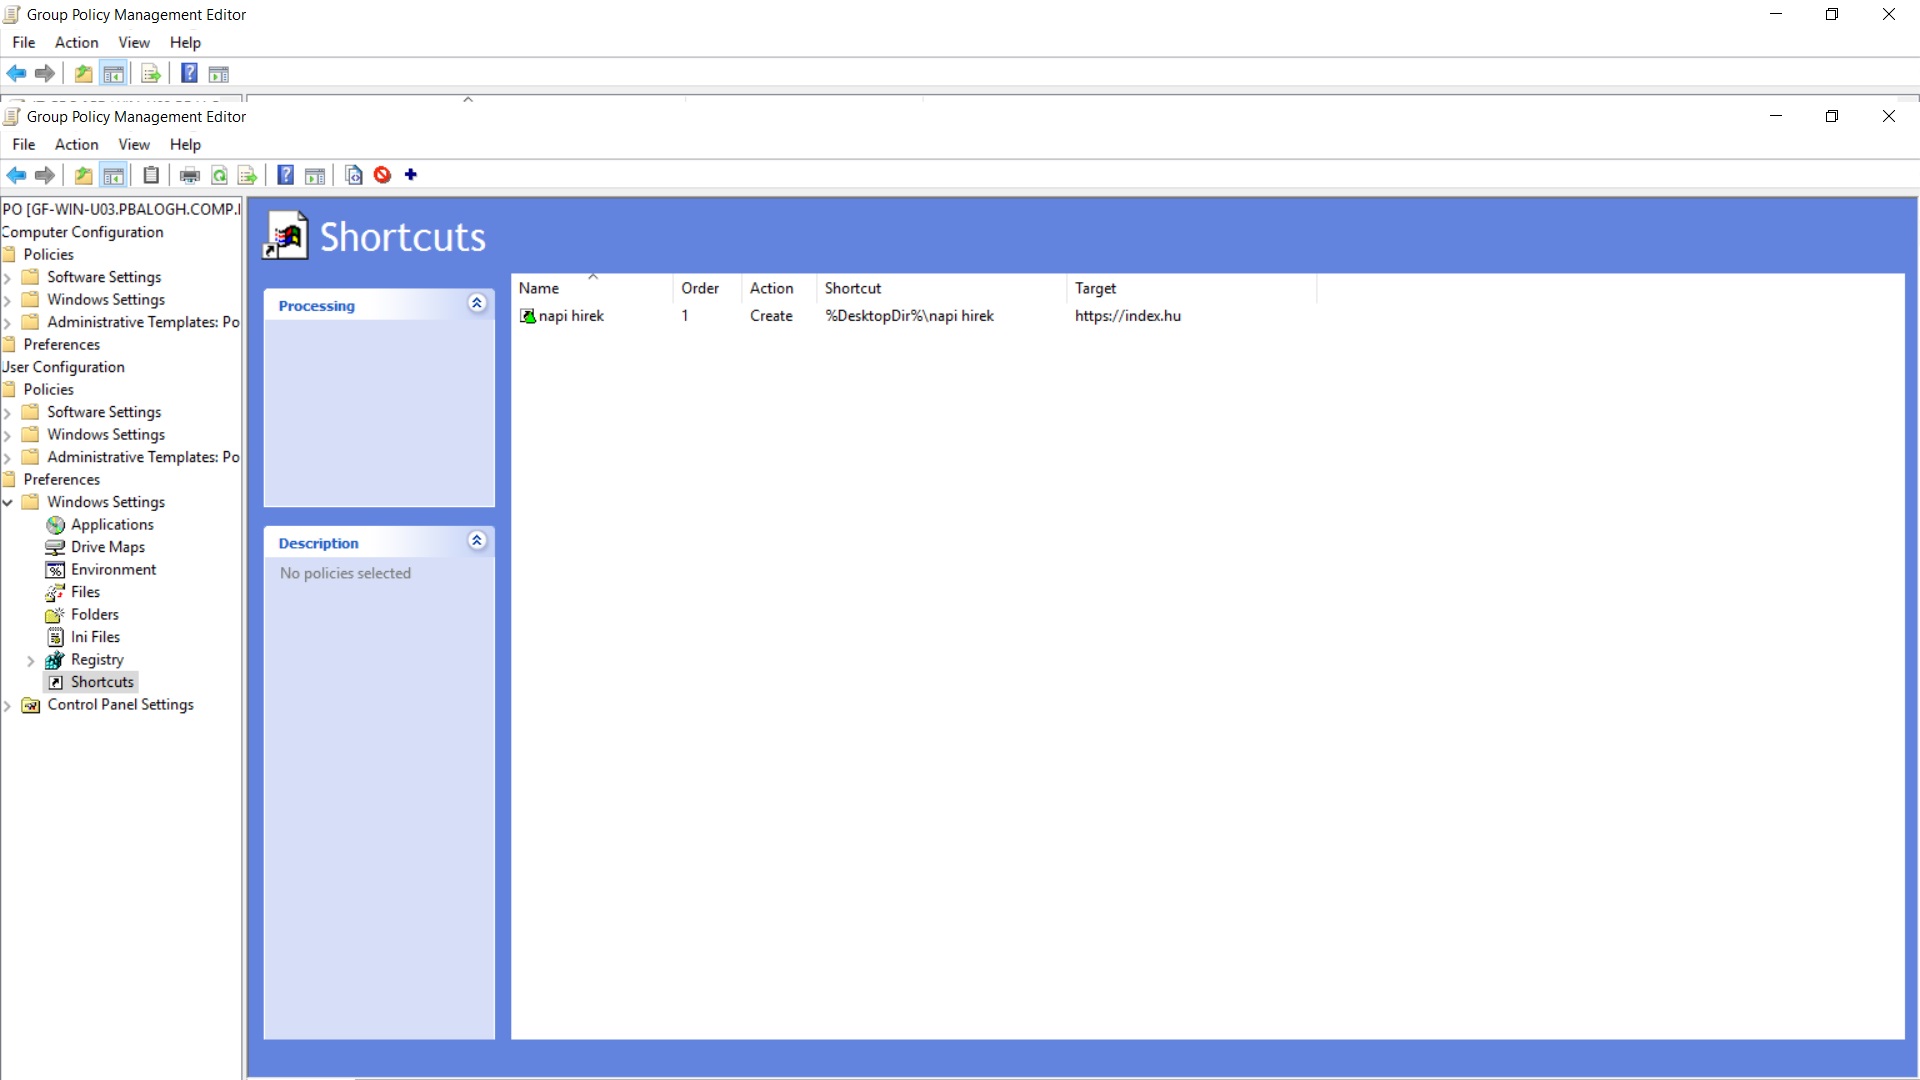 Group Policy Management Editor
File Action View Help
Group Policy Management Editor
File Action View Help
PO [GF-WIN-U03.PBALOGH.COMP.
Computer Configuration
Policies
Software Settings
Windows Settings
Administrative Templates: Po
Preferences
User Configuration
Policies
Software Settings
Windows Settings
Administrative Templates: Po
Preferences
Windows Settings
Applications
Drive Maps
Environment
Files
Folders
Ini Files
Registry
Shortcuts
Control Panel Settings
Shortcuts
Processing
Description
No policies selected
Name Order Action Shortcut Target
napi hirek 1 Create %DesktopDir%\napi hirek https://index.hu